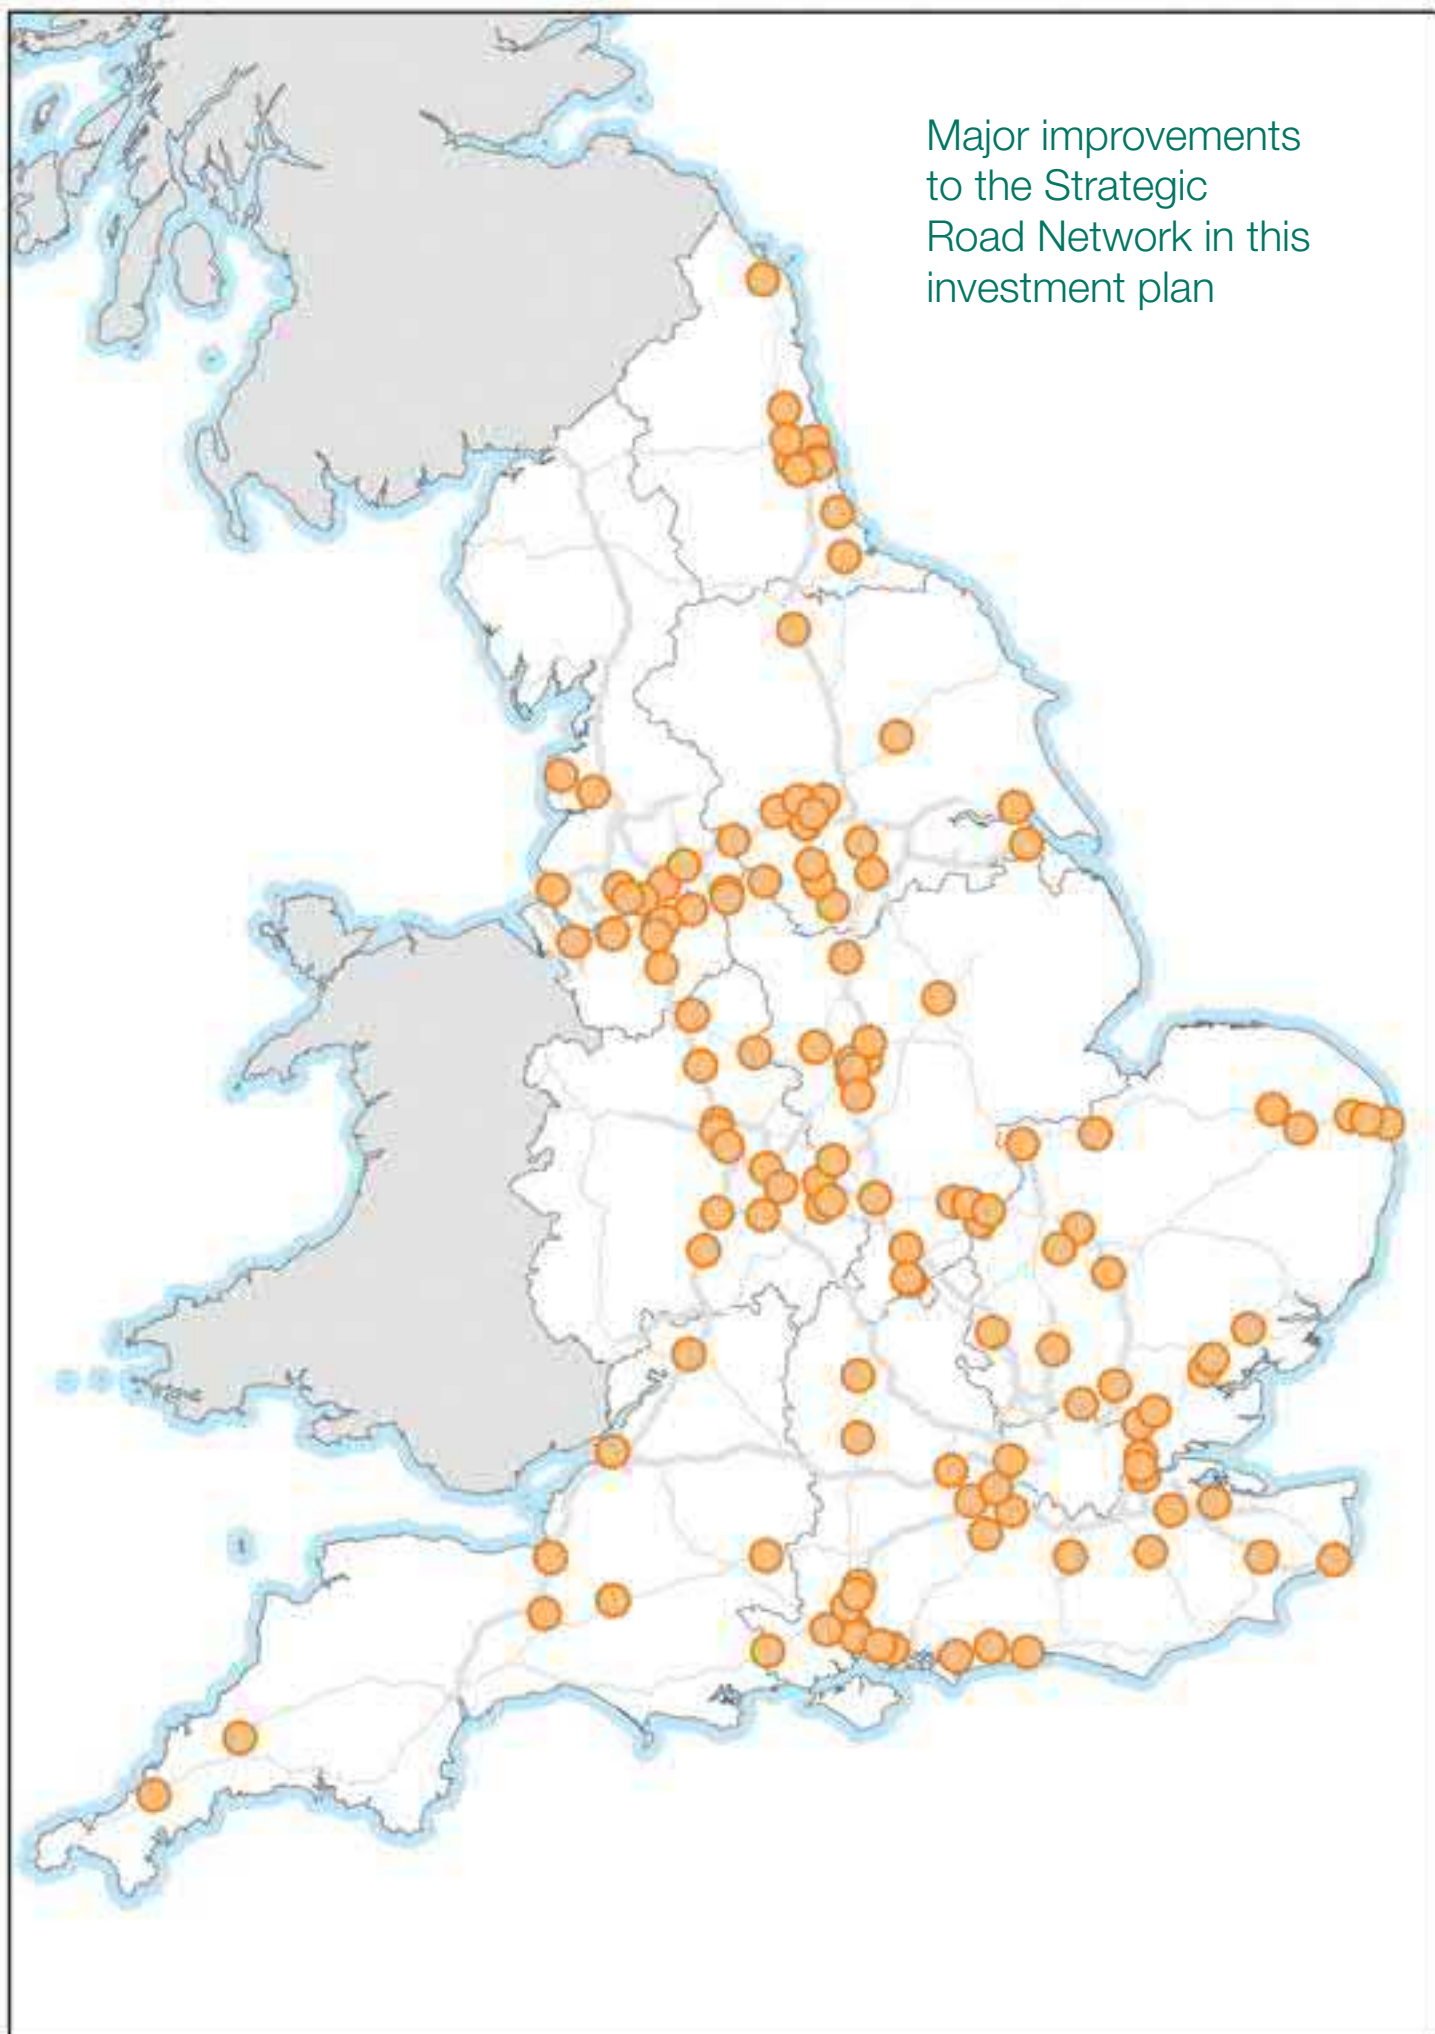 Major improvements
to the Strategic
Road Network in this
investment plan